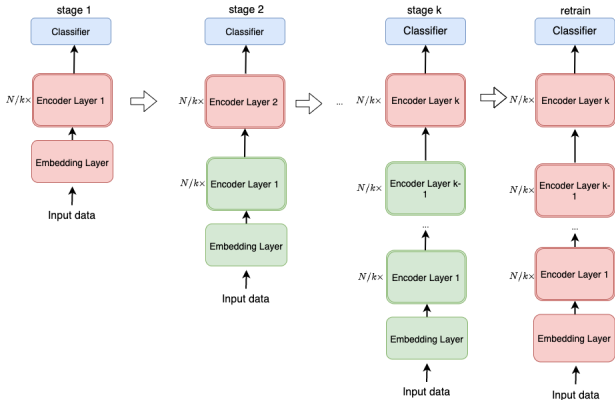 stage 1
Classifier
N/k× Encoder Layer 1
Embedding Layer
Input data
stage 2
Classifier
N/k× Encoder Layer 2
N/k× Encoder Layer 1
Embedding Layer
Input data
...
stage k
Classifier
N/k× Encoder Layer k
N/k× Encoder Layer k-
1
...
N/k× Encoder Layer 1
Embedding Layer
Input data
retrain
Classifier
N/k× Encoder Layer k
N/k× Encoder Layer k-
1
...
N/k× Encoder Layer 1
Embedding Layer
Input data